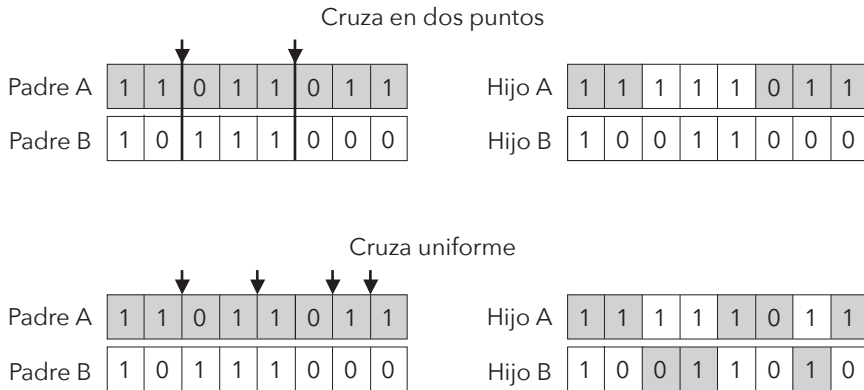 Cruza en dos puntos
Padre A 1 1 0 1 1 0 1 1 Hijo A 1 1 1 1 1 0 1 1
Padre B 1 0 1 1 1 0 0 0 Hijo B 1 0 0 1 1 0 0 0
Cruza uniforme
Padre A 1 1 0 1 1 0 1 1 Hijo A 1 1 1 1 1 0 1 1
Padre B 1 0 1 1 1 0 0 0 Hijo B 1 0 0 1 1 0 1 0